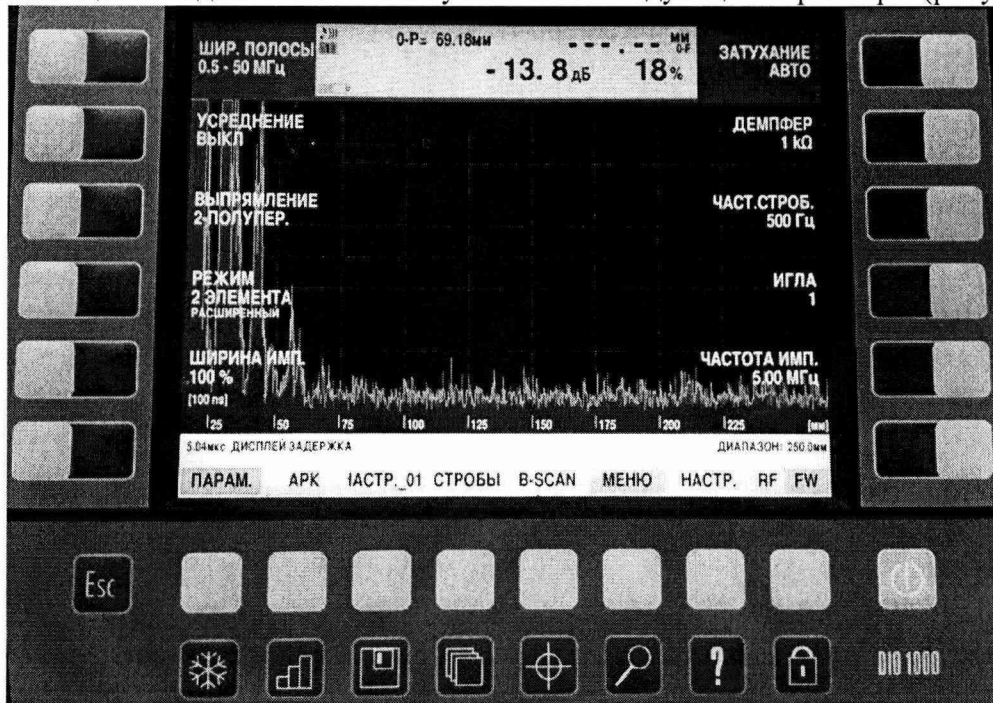 ШИР. ПОЛОСЫ
0.5 - 50 МГц
0-P= 69.18мм
--.-- мм
0-P
-13.8 дБ 18%
ЗАТУХАНИЕ
АВТО
УСРЕДНЕНИЕ
ВЫКЛ
ДЕМПФЕР
1 kΩ
ВЫПРЯМЛЕНИЕ
2-ПОЛУПЕР.
ЧАСТ.СТРОБ.
500 Гц
РЕЖИМ
2 ЭЛЕМЕНТА
РАСШИРЕННЫЙ
ИГЛА
1
ШИРИНА ИМП.
100 %
[100 ns]
ЧАСТОТА ИМП.
5.00 МГц
25 50 75 100 125 150 175 200 225 [мм]
5.04мкс ДИСПЛЕЙ ЗАДЕРЖКА ДИАПАЗОН: 250.0мм
ПАРАМ. АРК НАСТР._01 СТРОБЫ B-SCAN МЕНЮ НАСТР. RF FW
Esc
?
DIO 1000